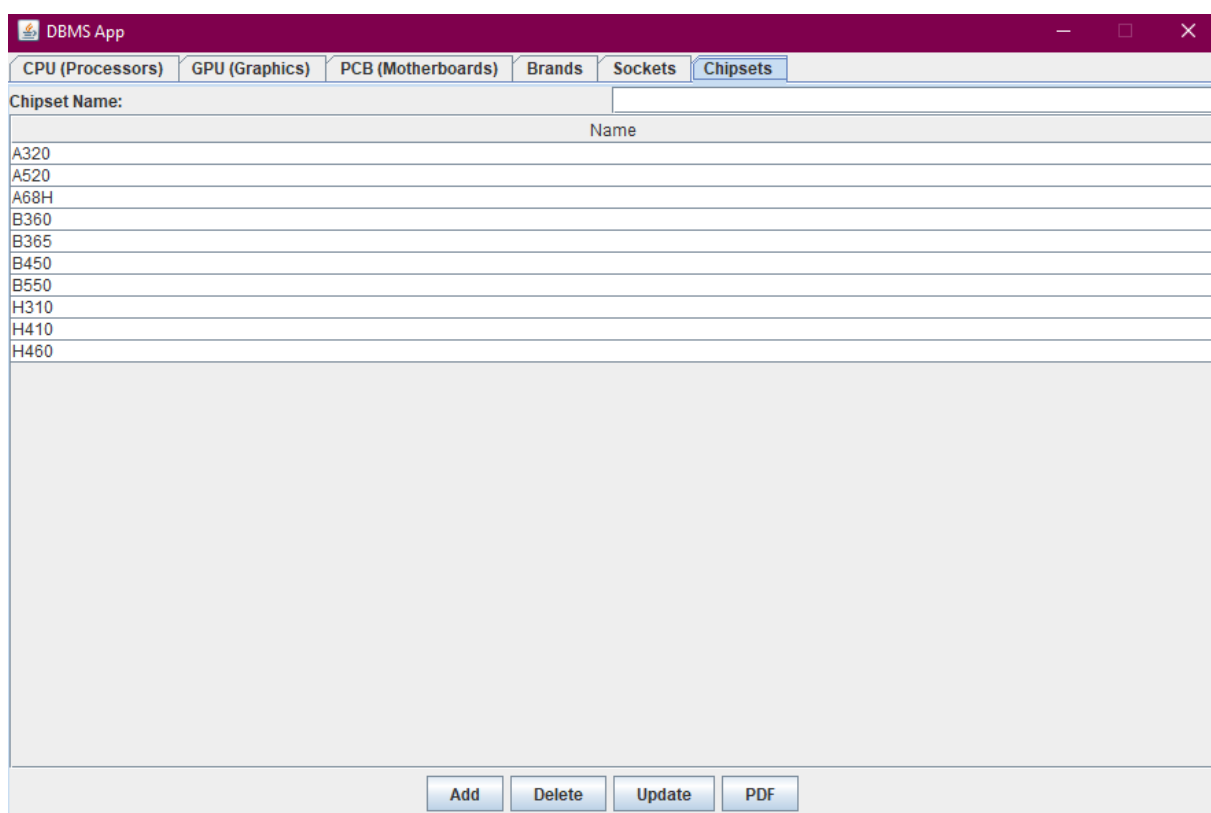 DBMS App
CPU (Processors) GPU (Graphics) PCB (Motherboards) Brands Sockets Chipsets
Chipset Name:
Name
A320
A520
A68H
B360
B365
B450
B550
H310
H410
H460
Add Delete Update PDF